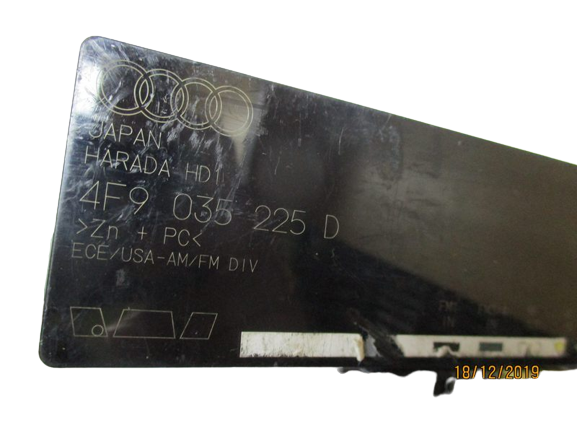 JAPAN
HARADA HD1
4F9 035 225 D
>Zn + PC<
ECE/USA-AM/FM DIV
18/12/2019